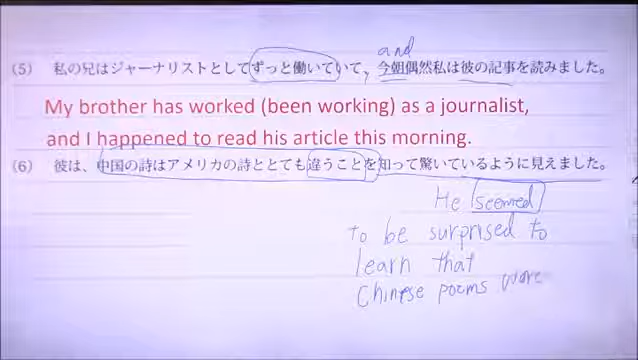 and
(5) 私の兄はジャーナリストとしてずっと働いていて、今朝偶然私は彼の記事を読みました。
My brother has worked (been working) as a journalist,
and I happened to read his article this morning.
(6) 彼は、中国の詩はアメリカの詩ととても違うことを知って驚いているように見えました。
He seemed
to be surprised to
learn that
Chinese poems were